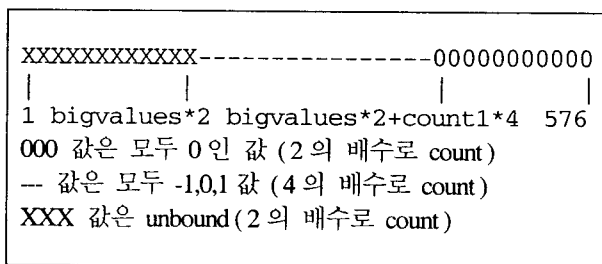 XXXXXXXXXXXXX-----------------00000000000
| | | |
1 bigvalues*2 bigvalues*2+count1*4 576
000 값은 모두 0인 값 (2의 배수로 count)
--- 값은 모두 -1,0,1 값 (4의 배수로 count)
XXX 값은 unbound (2의 배수로 count)